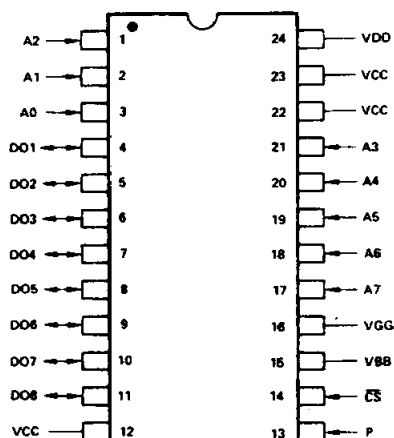 A2 1 24 VDD
A1 2 23 VCC
A0 3 22 VCC
DO1 4 21 A3
DO2 5 20 A4
DO3 6 19 A5
DO4 7 18 A6
DO5 8 17 A7
DO6 9 16 VGG
DO7 10 15 VBB
DO8 11 14 C̅S̅
VCC 12 13 P